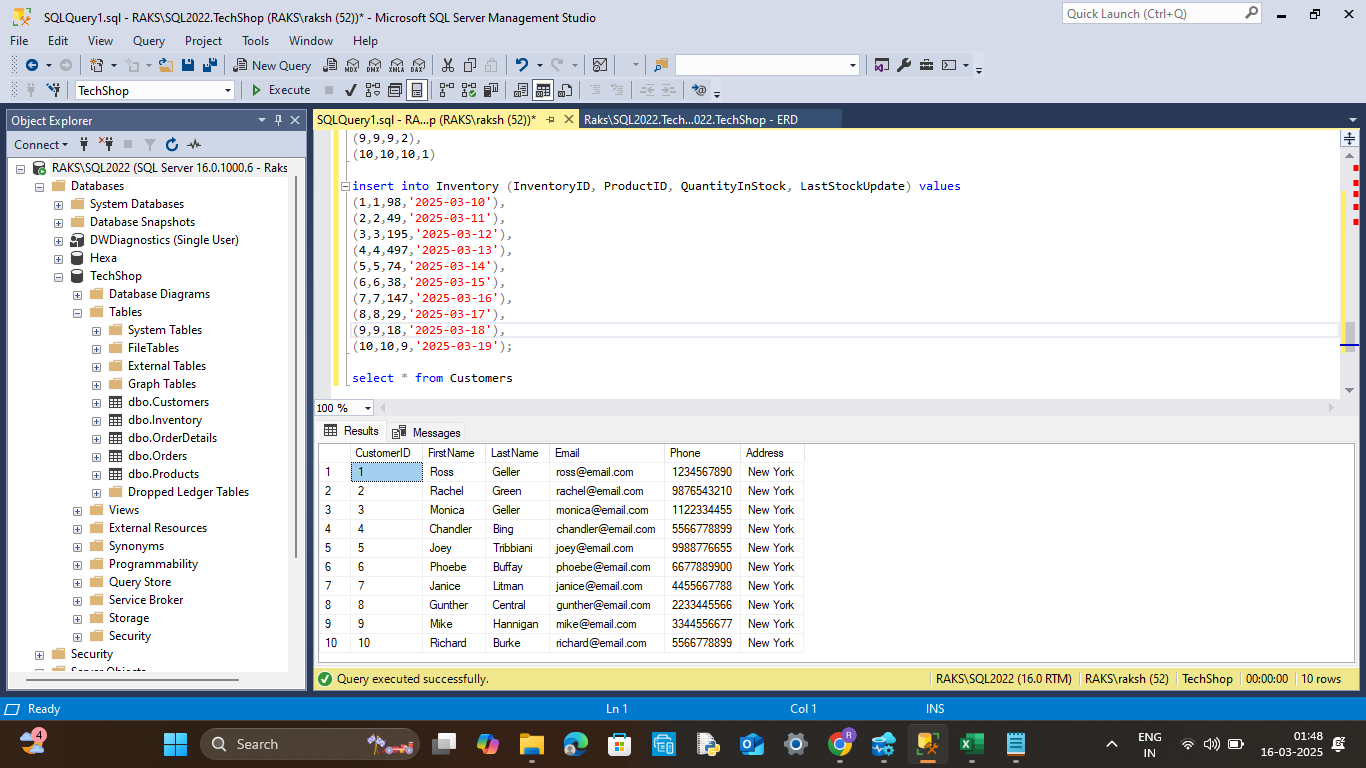 SQLQuery1.sql - RAKS\SQL2022.TechShop (RAKS\raksh (52))* - Microsoft SQL Server Management Studio
Quick Launch (Ctrl+Q)
File Edit View Query Project Tools Window Help
New Query
MDX DMX XMLA DAX
TechShop
Execute
Object Explorer
SQLQuery1.sql - RA...p (RAKS\raksh (52))*
Raks\SQL2022.Tech...022.TechShop - ERD
Connect
RAKS\SQL2022 (SQL Server 16.0.1000.6 - Raks
Databases
System Databases
Database Snapshots
DWDiagnostics (Single User)
Hexa
TechShop
Database Diagrams
Tables
System Tables
FileTables
External Tables
Graph Tables
dbo.Customers
dbo.Inventory
dbo.OrderDetails
dbo.Orders
dbo.Products
Dropped Ledger Tables
Views
External Resources
Synonyms
Programmability
Query Store
Service Broker
Storage
Security
Security
Server Objects
(9,9,9,2),
(10,10,10,1)
insert into Inventory (InventoryID, ProductID, QuantityInStock, LastStockUpdate) values
(1,1,98,'2025-03-10'),
(2,2,49,'2025-03-11'),
(3,3,195,'2025-03-12'),
(4,4,497,'2025-03-13'),
(5,5,74,'2025-03-14'),
(6,6,38,'2025-03-15'),
(7,7,147,'2025-03-16'),
(8,8,29,'2025-03-17'),
(9,9,18,'2025-03-18'),
(10,10,9,'2025-03-19');
select * from Customers
100 %
Results Messages
CustomerID FirstName LastName Email Phone Address
1 1 Ross Geller ross@email.com 1234567890 New York
2 2 Rachel Green rachel@email.com 9876543210 New York
3 3 Monica Geller monica@email.com 1122334455 New York
4 4 Chandler Bing chandler@email.com 5566778899 New York
5 5 Joey Tribbiani joey@email.com 9988776655 New York
6 6 Phoebe Buffay phoebe@email.com 6677889900 New York
7 7 Janice Litman janice@email.com 4455667788 New York
8 8 Gunther Central gunther@email.com 2233445566 New York
9 9 Mike Hannigan mike@email.com 3344556677 New York
10 10 Richard Burke richard@email.com 5566778899 New York
Query executed successfully.
RAKS\SQL2022 (16.0 RTM) RAKS\raksh (52) TechShop 00:00:00 10 rows
Ready
Ln 1
Col 1
INS
4
Search
R
ENG
IN
01:48
16-03-2025